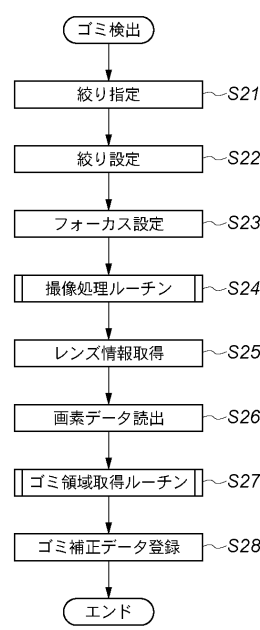 ゴミ検出
絞り指定 S21
絞り設定 S22
フォーカス設定 S23
撮像処理ルーチン S24
レンズ情報取得 S25
画素データ読出 S26
ゴミ領域取得ルーチン S27
ゴミ補正データ登録 S28
エンド